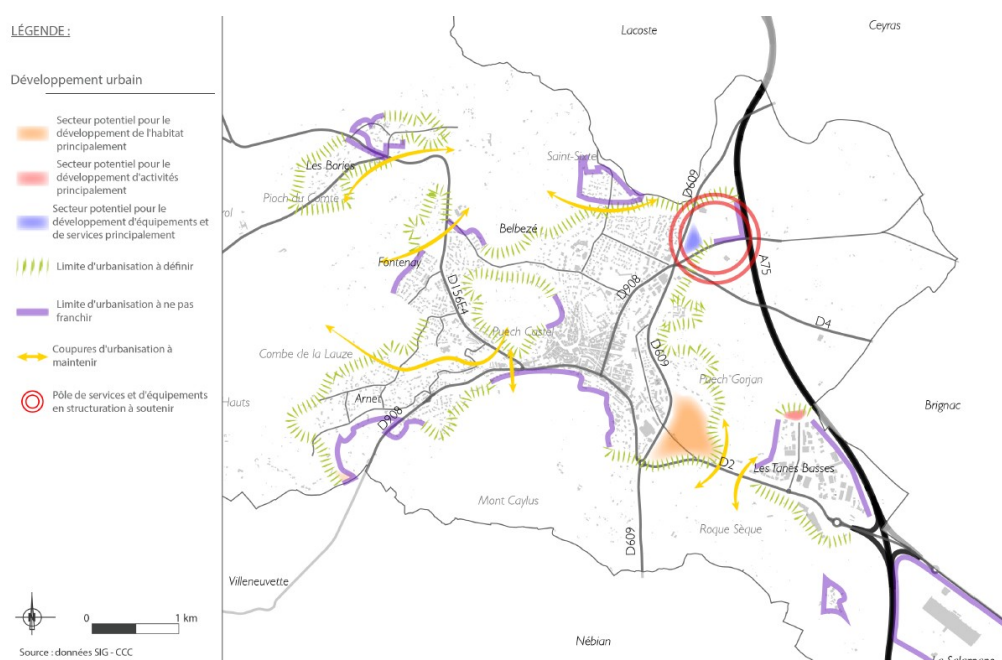 LÉGENDE :
Développement urbain
Secteur potentiel pour le
développement de l'habitat
principalement
Secteur potentiel pour le
développement d'activités
principalement
Secteur potentiel pour le
développement d'équipements et
de services principalement
Limite d'urbanisation à définir
Limite d'urbanisation à ne pas
franchir
Coupures d'urbanisation à
maintenir
Pôle de services et d'équipements
en structuration à soutenir
N
0 1 km
Source : données SIG - CCC
Lacoste
Ceyras
Les Bories
Saint-Sixte
Pioch du Comte
D609
Belbezé
Fontenay
A75
D156E4
D908
D4
Puech Castel
D609
Combe de la Lauze
Puech Gorjan
Hauts
Arnet
D908
Brignac
D2
Les Tanes Basses
Mont Caylus
Roque Sèque
D609
Villeneuvette
Nébian